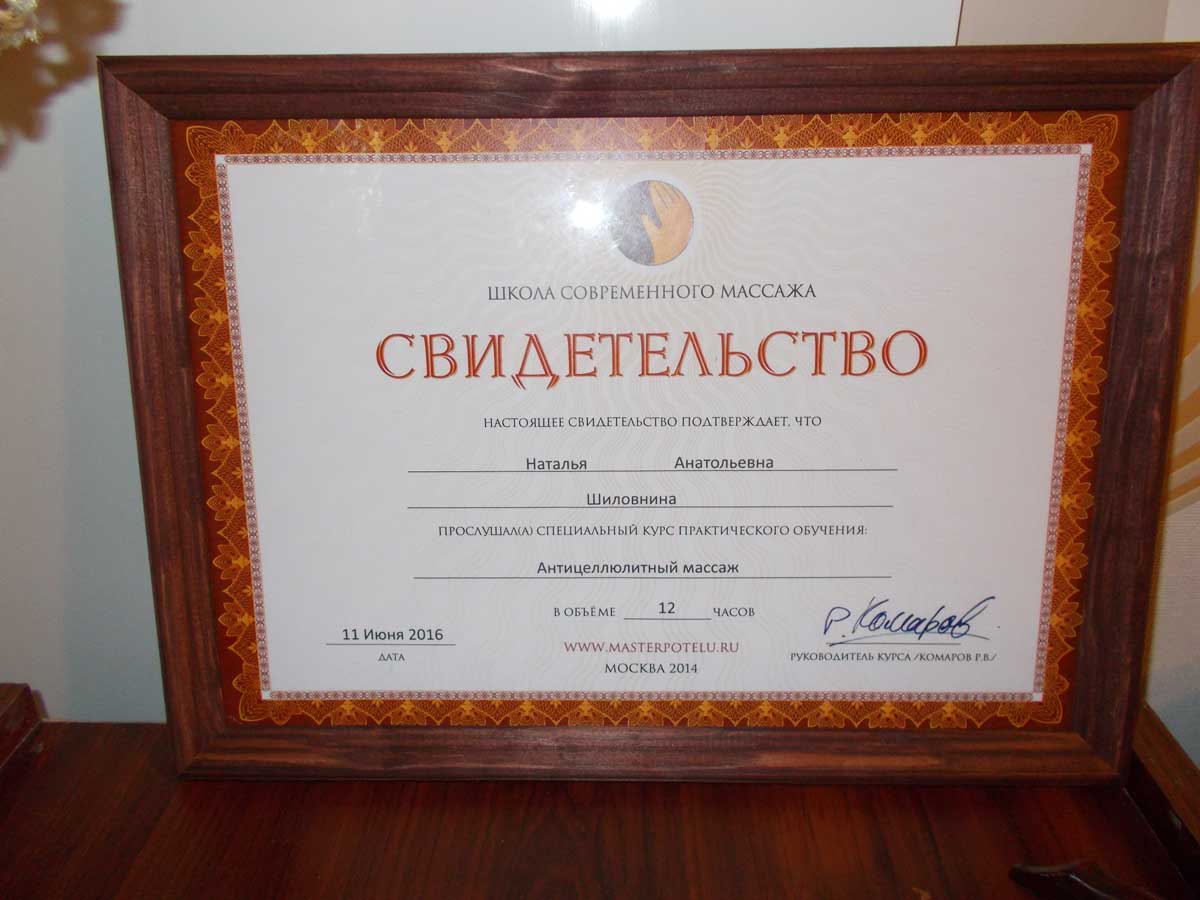 ШКОЛА СОВРЕМЕННОГО МАССАЖА
СВИДЕТЕЛЬСТВО
НАСТОЯЩЕЕ СВИДЕТЕЛЬСТВО ПОДТВЕРЖДАЕТ, ЧТО
Наталья Анатольевна
Шиловнина
ПРОСЛУШАЛ(А) СПЕЦИАЛЬНЫЙ КУРС ПРАКТИЧЕСКОГО ОБУЧЕНИЯ:
Антицеллюлитный массаж
В ОБЪЁМЕ 12 ЧАСОВ
Р.Комаров
11 Июня 2016
ДАТА
WWW.MASTERPOTELU.RU
РУКОВОДИТЕЛЬ КУРСА /КОМАРОВ Р.В./
МОСКВА 2014